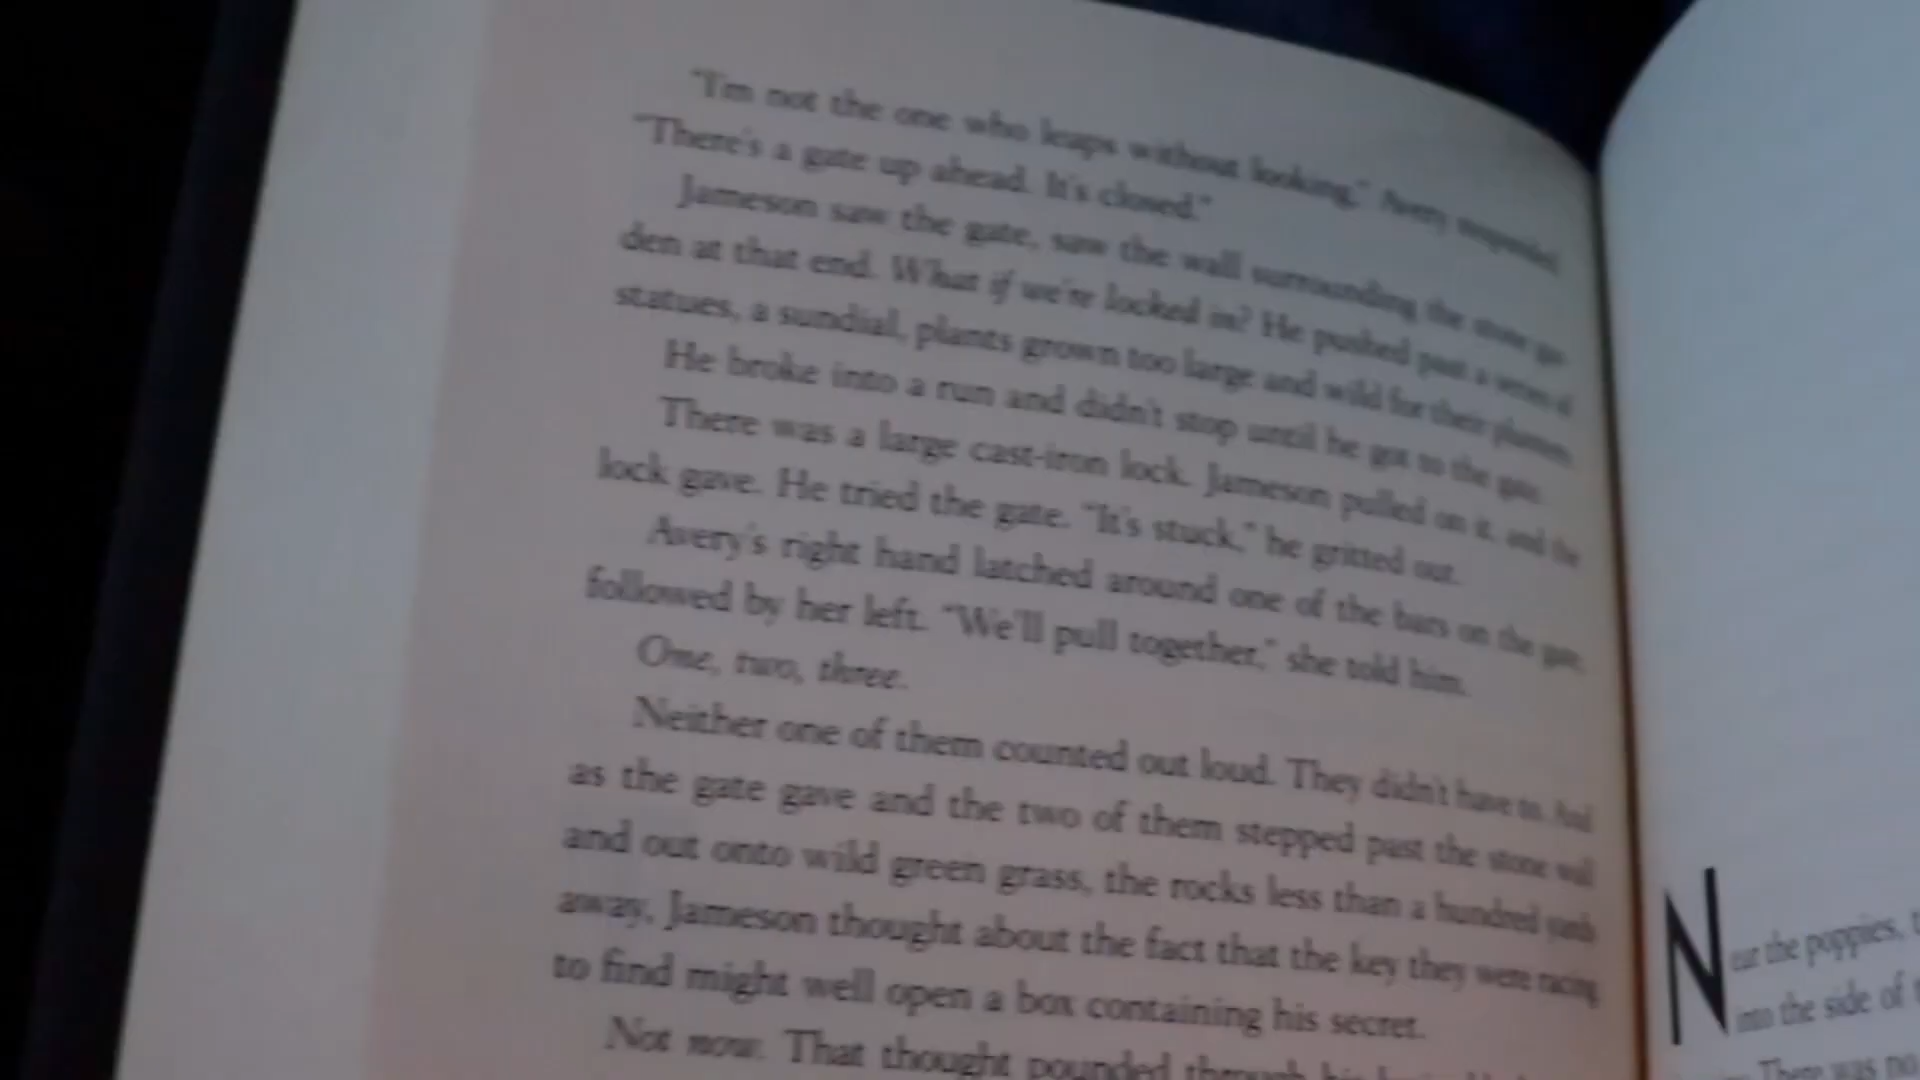 "I'm not the one who leaps without looking," Avery responded.
"There's a gate up ahead. It's closed."
Jameson saw the gate, saw the wall surrounding the stone gar-
den at that end. What if we're locked in? He pushed past a series of
statues, a sundial, plants grown too large and wild for their planters.
He broke into a run and didn't stop until he got to the gate.
There was a large cast-iron lock. Jameson pulled on it, and the
lock gave. He tried the gate. "It's stuck," he gritted out.
Avery's right hand latched around one of the bars on the gate,
followed by her left. "We'll pull together," she told him.
One, two, three.
Neither one of them counted out loud. They didn't have to. And
as the gate gave and the two of them stepped past the stone wall
and out onto wild green grass, the rocks less than a hundred yards
away, Jameson thought about the fact that the key they were racing
to find might well open a box containing his secret.
Not now. That thought pounded through his
Near the poppies,
into the side of
There was no